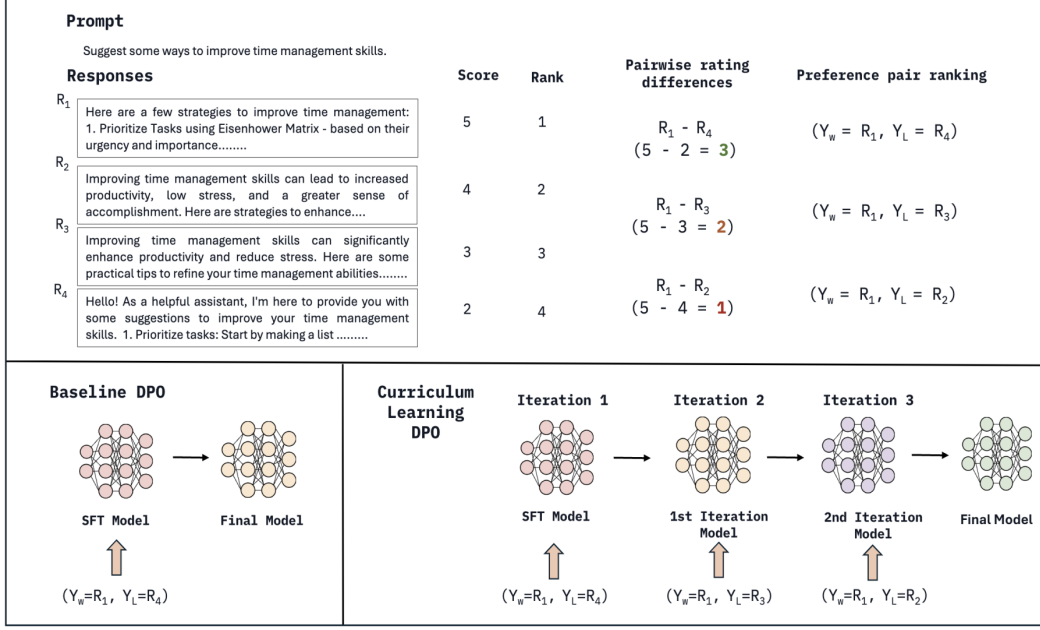 Prompt
Suggest some ways to improve time management skills.
Responses
Score
Rank
Pairwise rating
differences
Preference pair ranking
R1
Here are a few strategies to improve time management:
1. Prioritize Tasks using Eisenhower Matrix - based on their
urgency and importance........
5
1
R1 - R4
(5 - 2 = 3)
(Yw = R1, YL = R4)
R2
Improving time management skills can lead to increased
productivity, low stress, and a greater sense of
accomplishment. Here are strategies to enhance....
4
2
R1 - R3
(5 - 3 = 2)
(Yw = R1, YL = R3)
R3
Improving time management skills can significantly
enhance productivity and reduce stress. Here are some
practical tips to refine your time management abilities........
3
3
R1 - R2
(5 - 4 = 1)
(Yw = R1, YL = R2)
R4
Hello! As a helpful assistant, I'm here to provide you with
some suggestions to improve your time management
skills. 1. Prioritize tasks: Start by making a list .........
2
4
Baseline DPO
SFT Model
Final Model
(Yw=R1, YL=R4)
Curriculum
Learning
DPO
Iteration 1
Iteration 2
Iteration 3
SFT Model
1st Iteration
Model
2nd Iteration
Model
Final Model
(Yw=R1, YL=R4)
(Yw=R1, YL=R3)
(Yw=R1, YL=R2)